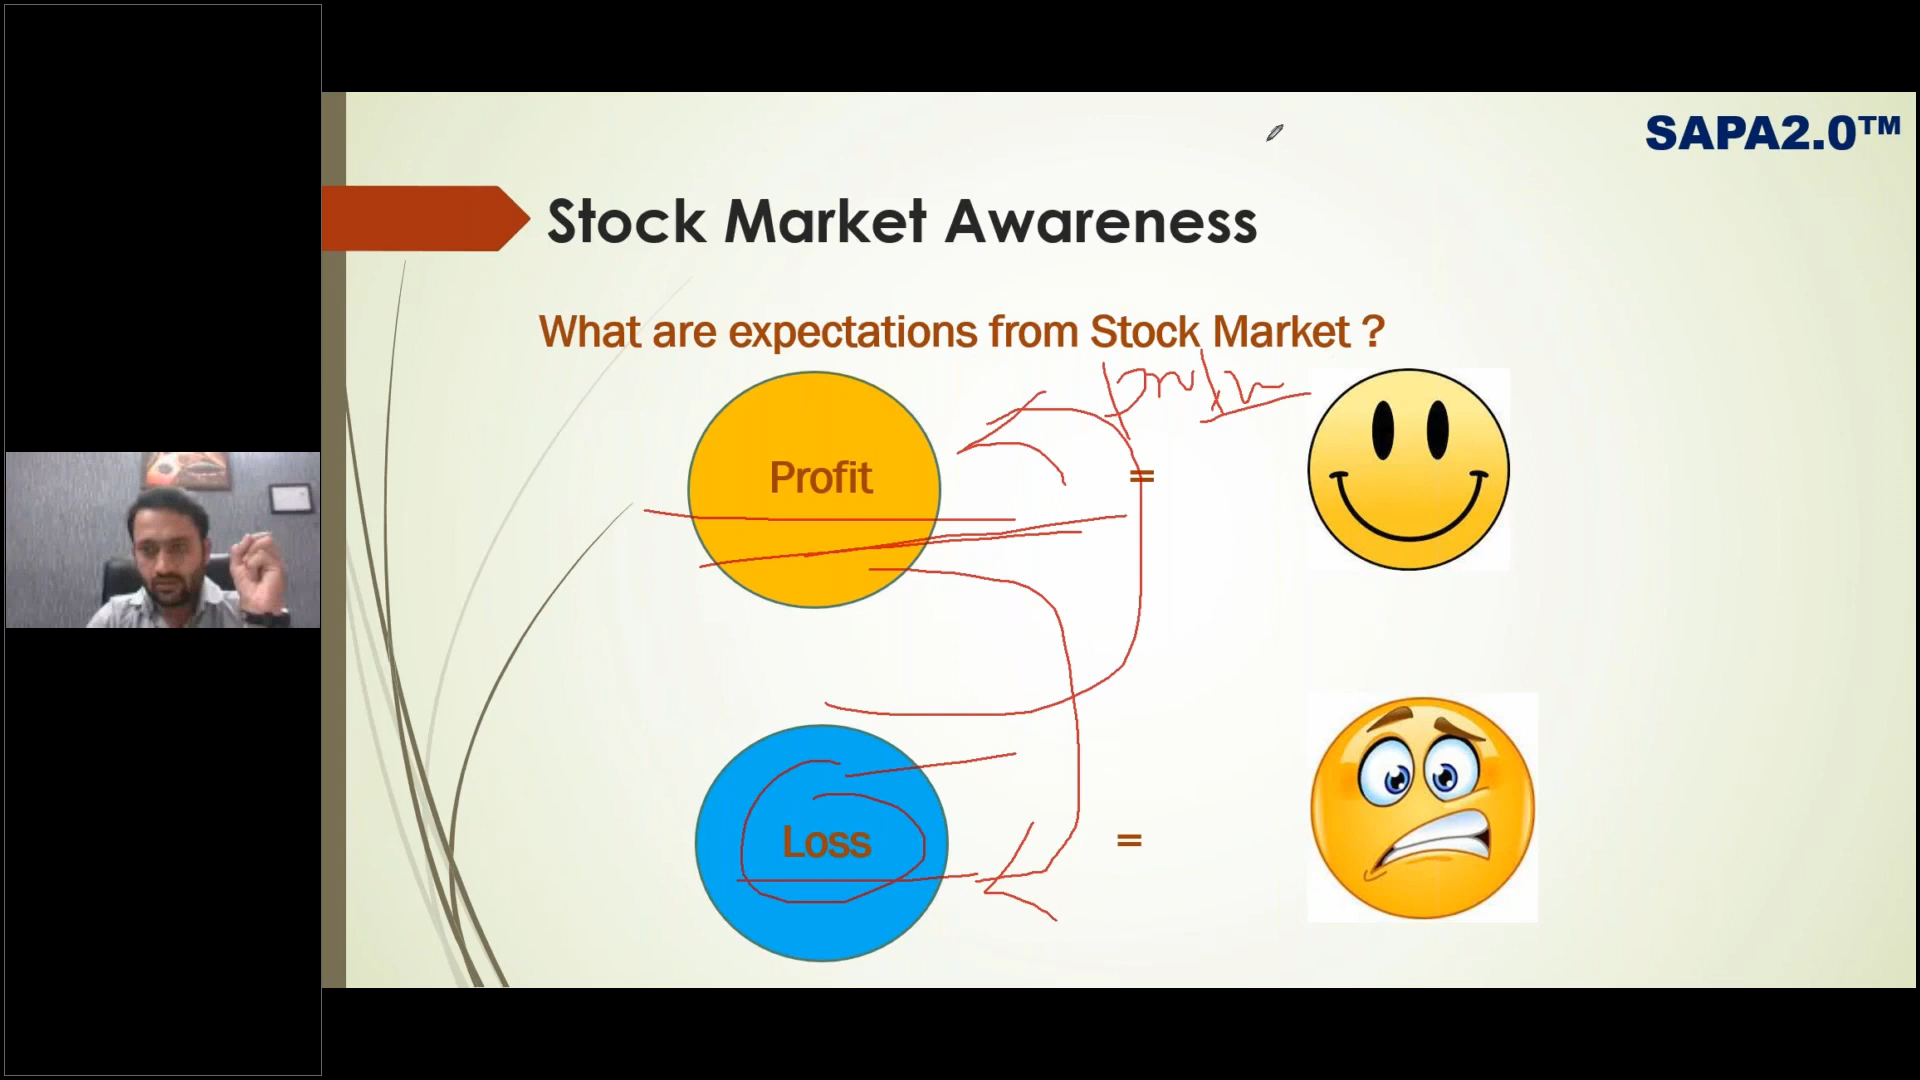 SAPA2.0™
Stock Market Awareness
What are expectations from Stock Market ?
Profit
=
Loss
=